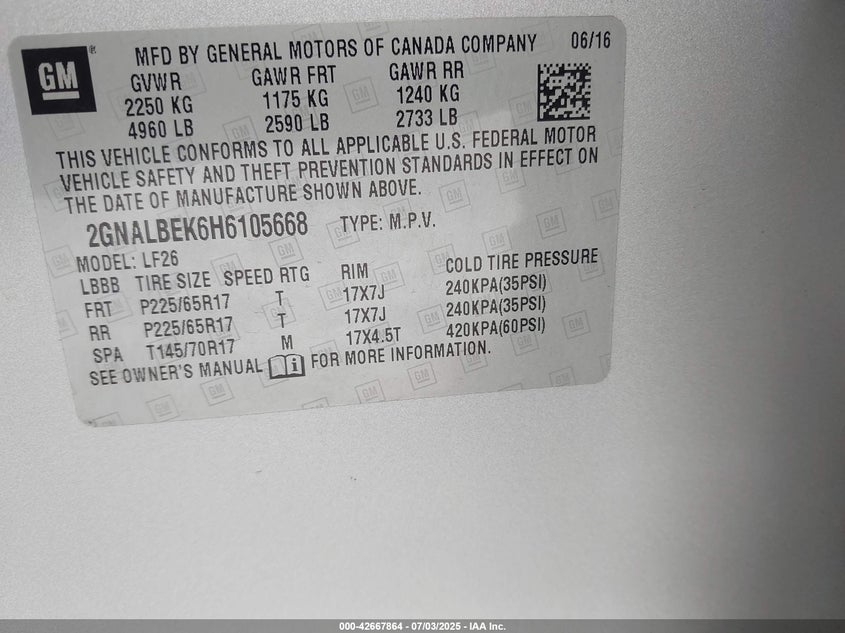 GM
MFD BY GENERAL MOTORS OF CANADA COMPANY 06/16
GVWR GAWR FRT GAWR RR
2250 KG 1175 KG 1240 KG
4960 LB 2590 LB 2733 LB
THIS VEHICLE CONFORMS TO ALL APPLICABLE U.S. FEDERAL MOTOR
VEHICLE SAFETY AND THEFT PREVENTION STANDARDS IN EFFECT ON
THE DATE OF MANUFACTURE SHOWN ABOVE.
2GNALBEK6H6105668 TYPE: M.P.V.
MODEL: LF26
LBBB TIRE SIZE SPEED RTG RIM COLD TIRE PRESSURE
FRT P225/65R17 T 17X7J 240KPA(35PSI)
RR P225/65R17 T 17X7J 240KPA(35PSI)
SPA T145/70R17 M 17X4.5T 420KPA(60PSI)
SEE OWNER'S MANUAL FOR MORE INFORMATION.
000-42667864 - 07/03/2025 - IAA Inc.